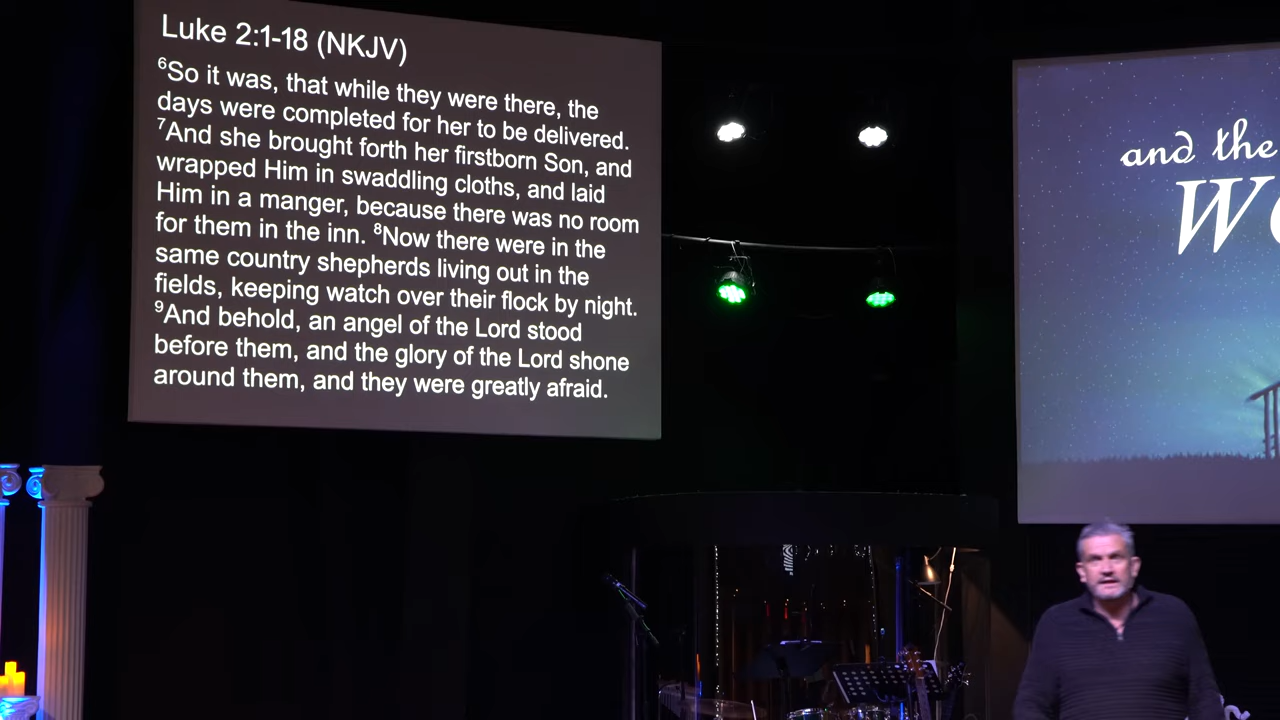 Luke 2:1-18 (NKJV)
⁶So it was, that while they were there, the
days were completed for her to be delivered.
⁷And she brought forth her firstborn Son, and
wrapped Him in swaddling cloths, and laid
Him in a manger, because there was no room
for them in the inn. ⁸Now there were in the
same country shepherds living out in the
fields, keeping watch over their flock by night.
⁹And behold, an angel of the Lord stood
before them, and the glory of the Lord shone
around them, and they were greatly afraid.
and the